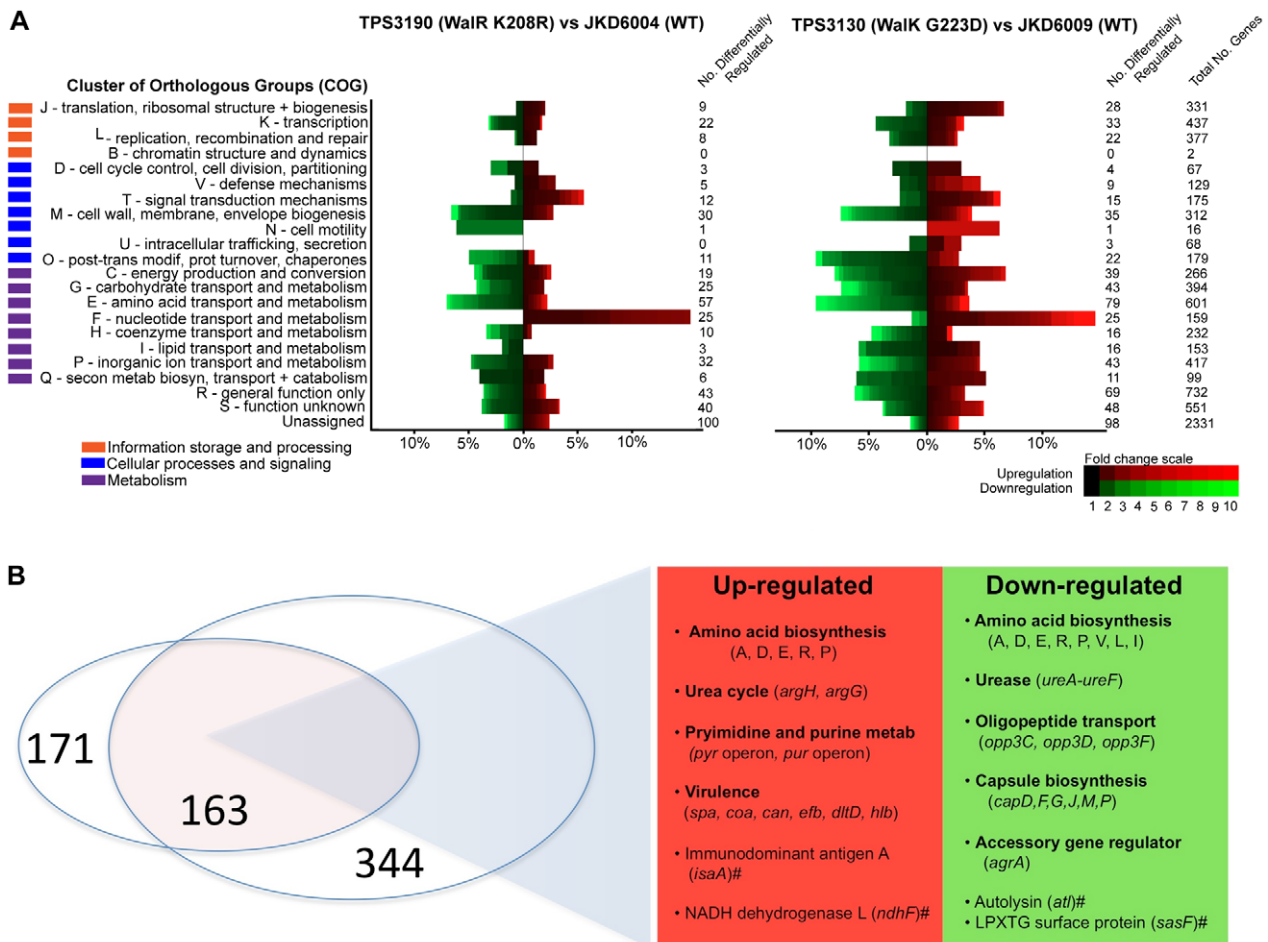 A
TPS3190 (WalR K208R) vs JKD6004 (WT)
TPS3130 (WalK G223D) vs JKD6009 (WT)
No. Differentially
Regulated
No. Differentially
Regulated
Total No. Genes
Cluster of Orthologous Groups (COG)
J - translation, ribosomal structure + biogenesis 9 28 331
K - transcription 22 33 437
L - replication, recombination and repair 8 22 377
B - chromatin structure and dynamics 0 0 2
D - cell cycle control, cell division, partitioning 3 4 67
V - defense mechanisms 5 9 129
T - signal transduction mechanisms 12 15 175
M - cell wall, membrane, envelope biogenesis 30 35 312
N - cell motility 1 1 16
U - intracellular trafficking, secretion 0 3 68
O - post-trans modif, prot turnover, chaperones 11 22 179
C - energy production and conversion 19 39 266
G - carbohydrate transport and metabolism 25 43 394
E - amino acid transport and metabolism 57 79 601
F - nucleotide transport and metabolism 25 25 159
H - coenzyme transport and metabolism 10 16 232
I - lipid transport and metabolism 3 16 153
P - inorganic ion transport and metabolism 32 43 417
Q - secon metab biosyn, transport + catabolism 6 11 99
R - general function only 43 69 732
S - function unknown 40 48 551
Unassigned 100 98 2331
10% 5% 0% 5% 10%
10% 5% 0% 5% 10%
Information storage and processing
Cellular processes and signaling
Metabolism
Fold change scale
Upregulation
Downregulation
1 2 3 4 5 6 7 8 9 10
B
171
163
344
Up-regulated
• Amino acid biosynthesis
(A, D, E, R, P)
• Urea cycle (argH, argG)
• Pryimidine and purine metab
(pyr operon, pur operon)
• Virulence
(spa, coa, can, efb, dltD, hlb)
• Immunodominant antigen A
(isaA)#
• NADH dehydrogenase L (ndhF)#
Down-regulated
• Amino acid biosynthesis
(A, D, E, R, P, V, L, I)
• Urease (ureA-ureF)
• Oligopeptide transport
(opp3C, opp3D, opp3F)
• Capsule biosynthesis
(capD,F,G,J,M,P)
• Accessory gene regulator
(agrA)
• Autolysin (atl)#
• LPXTG surface protein (sasF)#